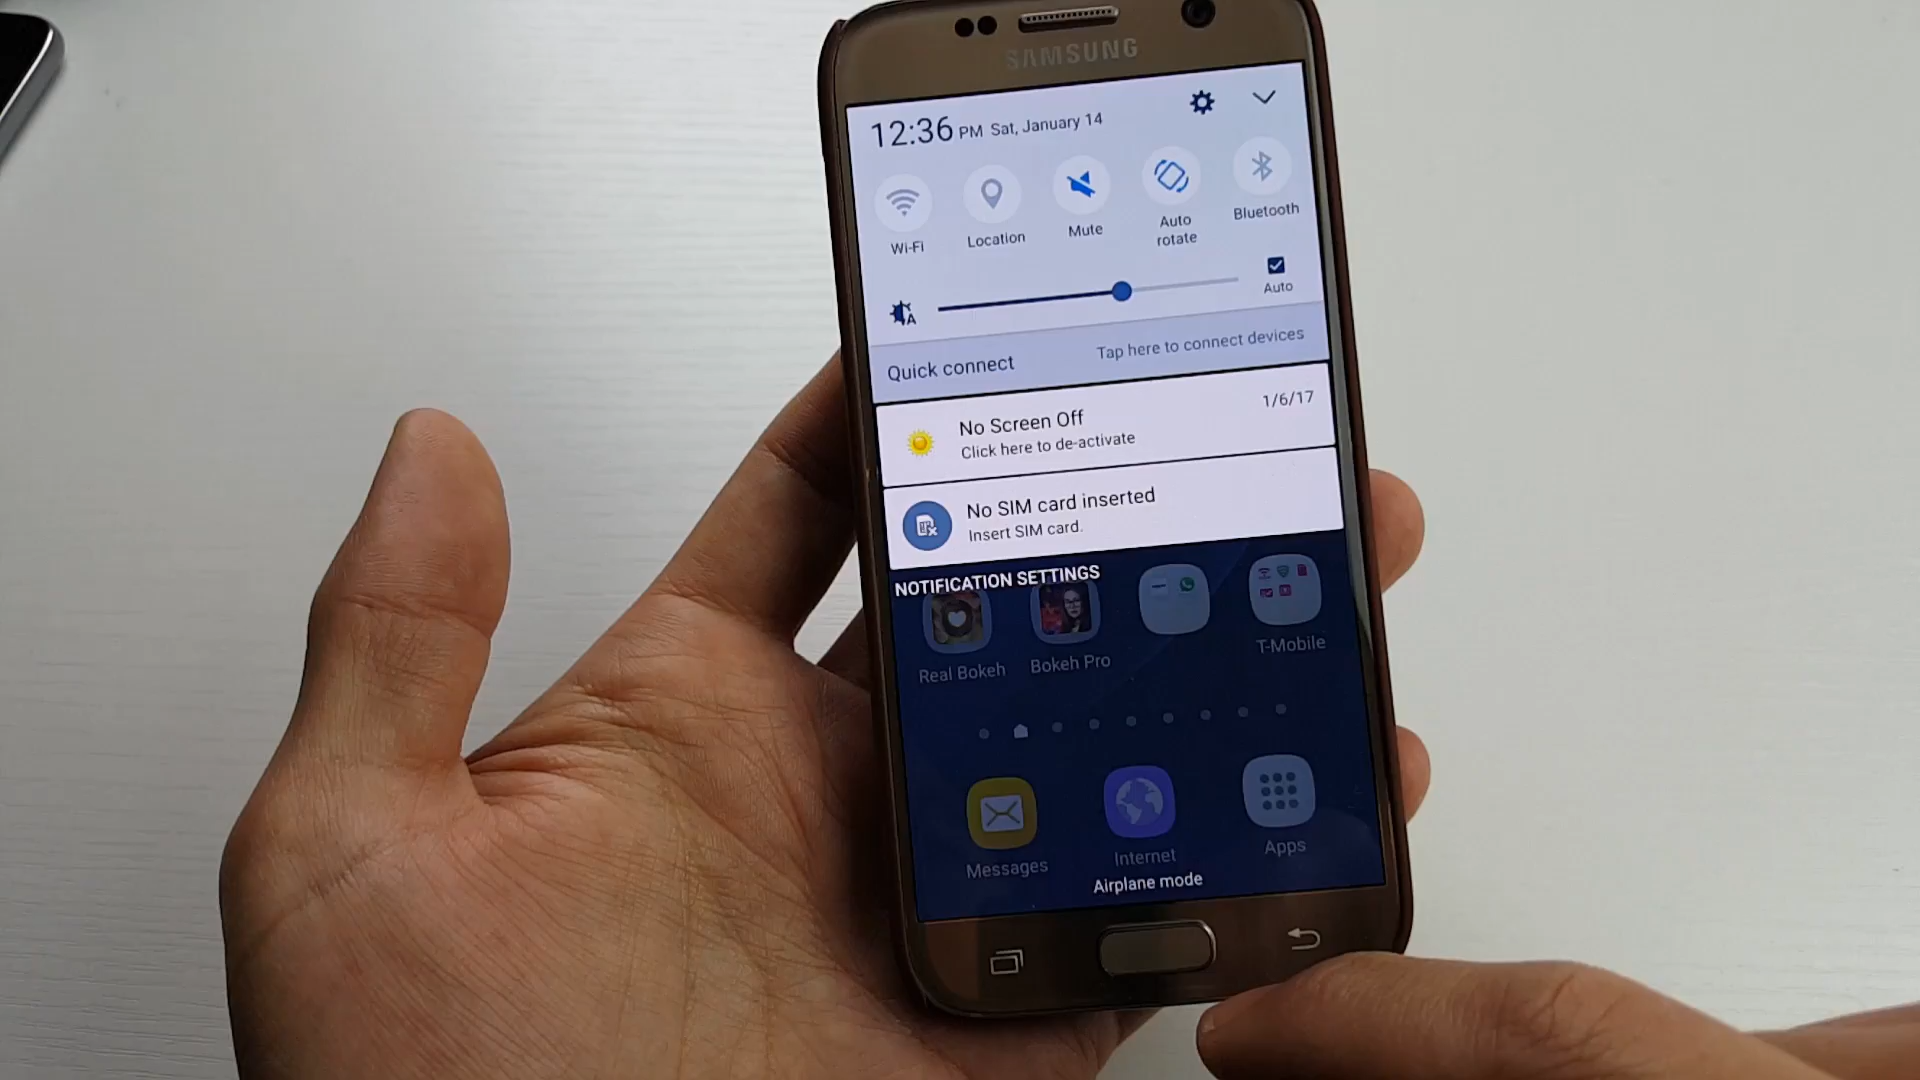 SAMSUNG
12:36 PM Sat, January 14
Wi-Fi
Location
Mute
Auto
rotate
Bluetooth
A
Auto
Quick connect
Tap here to connect devices
No Screen Off
1/6/17
Click here to de-activate
No SIM card inserted
Insert SIM card.
NOTIFICATION SETTINGS
Real Bokeh
Bokeh Pro
T-Mobile
Messages
Internet
Apps
Airplane mode